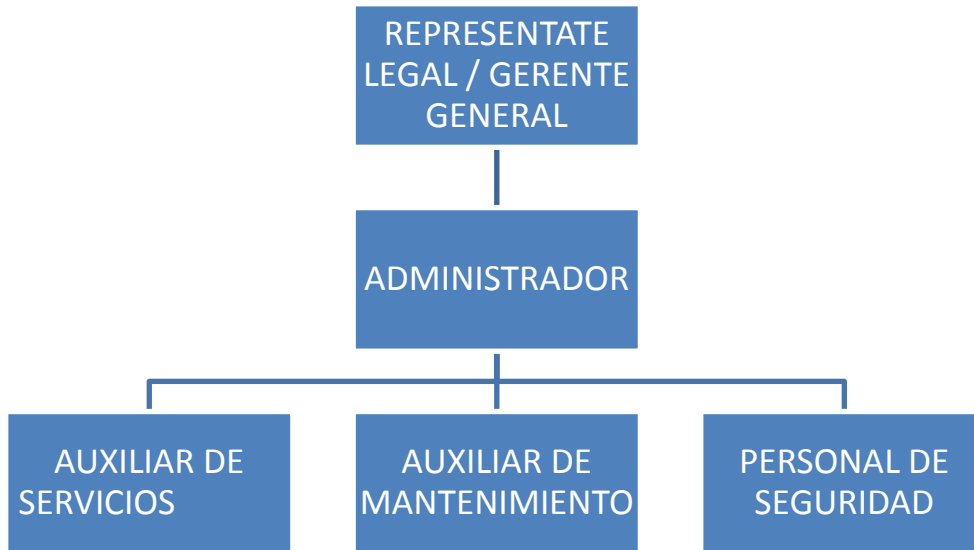 REPRESENTATE
LEGAL / GERENTE
GENERAL
ADMINISTRADOR
AUXILIAR DE
SERVICIOS
AUXILIAR DE
MANTENIMIENTO
PERSONAL DE
SEGURIDAD